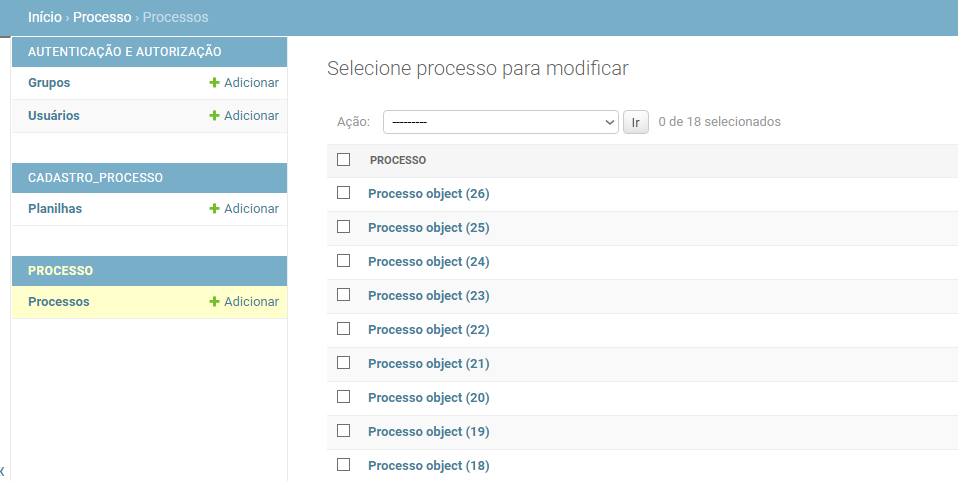 Início › Processo › Processos
AUTENTICAÇÃO E AUTORIZAÇÃO
Grupos + Adicionar
Usuários + Adicionar
CADASTRO_PROCESSO
Planilhas + Adicionar
PROCESSO
Processos + Adicionar
Selecione processo para modificar
Ação: --------- Ir 0 de 18 selecionados
PROCESSO
Processo object (26)
Processo object (25)
Processo object (24)
Processo object (23)
Processo object (22)
Processo object (21)
Processo object (20)
Processo object (19)
Processo object (18)